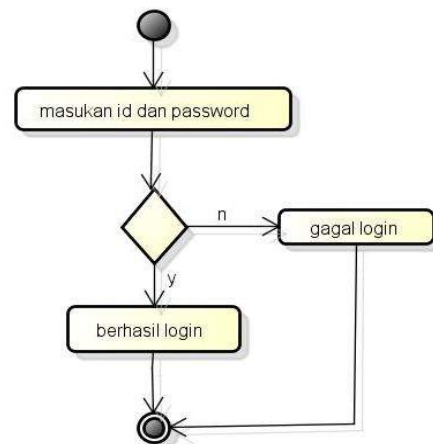 masukan id dan password
n
gagal login
y
berhasil login